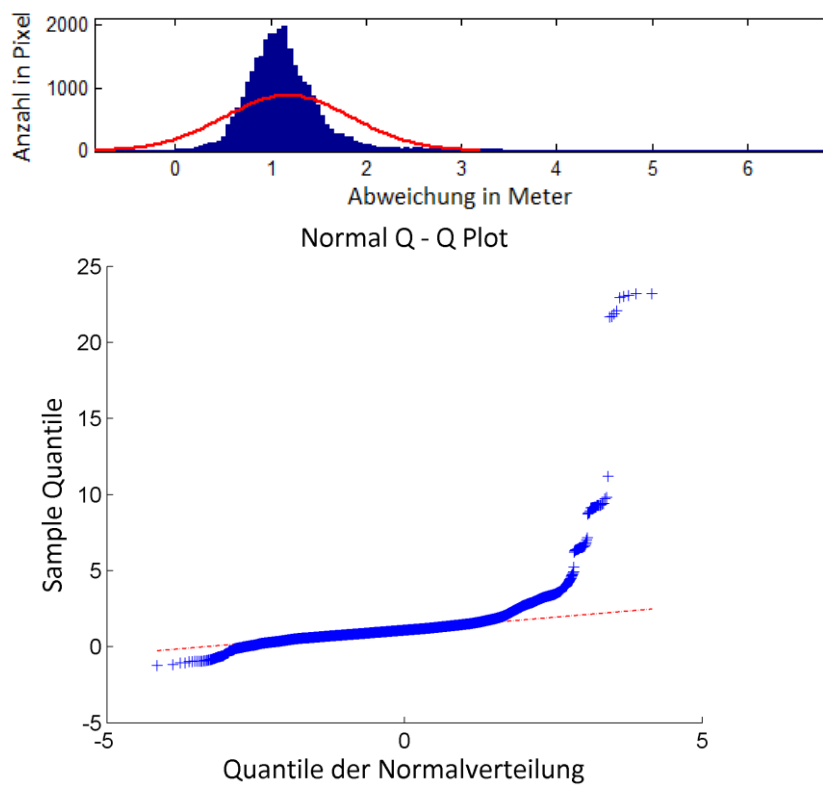 Anzahl in Pixel
2000
1000
0
0 1 2 3 4 5 6
Abweichung in Meter
Normal Q - Q Plot
Sample Quantile
25
20
15
10
5
0
-5
-5 0 5
Quantile der Normalverteilung